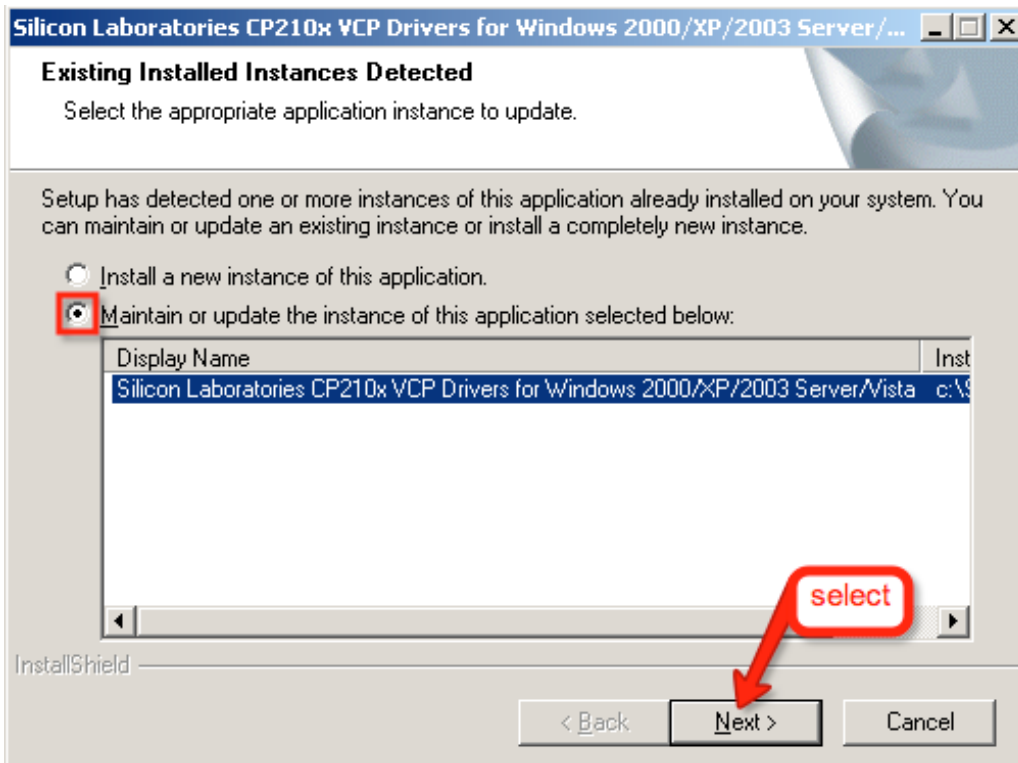 Silicon Laboratories CP210x VCP Drivers for Windows 2000/XP/2003 Server/...
Existing Installed Instances Detected
Select the appropriate application instance to update.
Setup has detected one or more instances of this application already installed on your system. You
can maintain or update an existing instance or install a completely new instance.
Install a new instance of this application.
Maintain or update the instance of this application selected below:
Display Name Inst
Silicon Laboratories CP210x VCP Drivers for Windows 2000/XP/2003 Server/Vista c:\S
select
InstallShield
< Back Next > Cancel